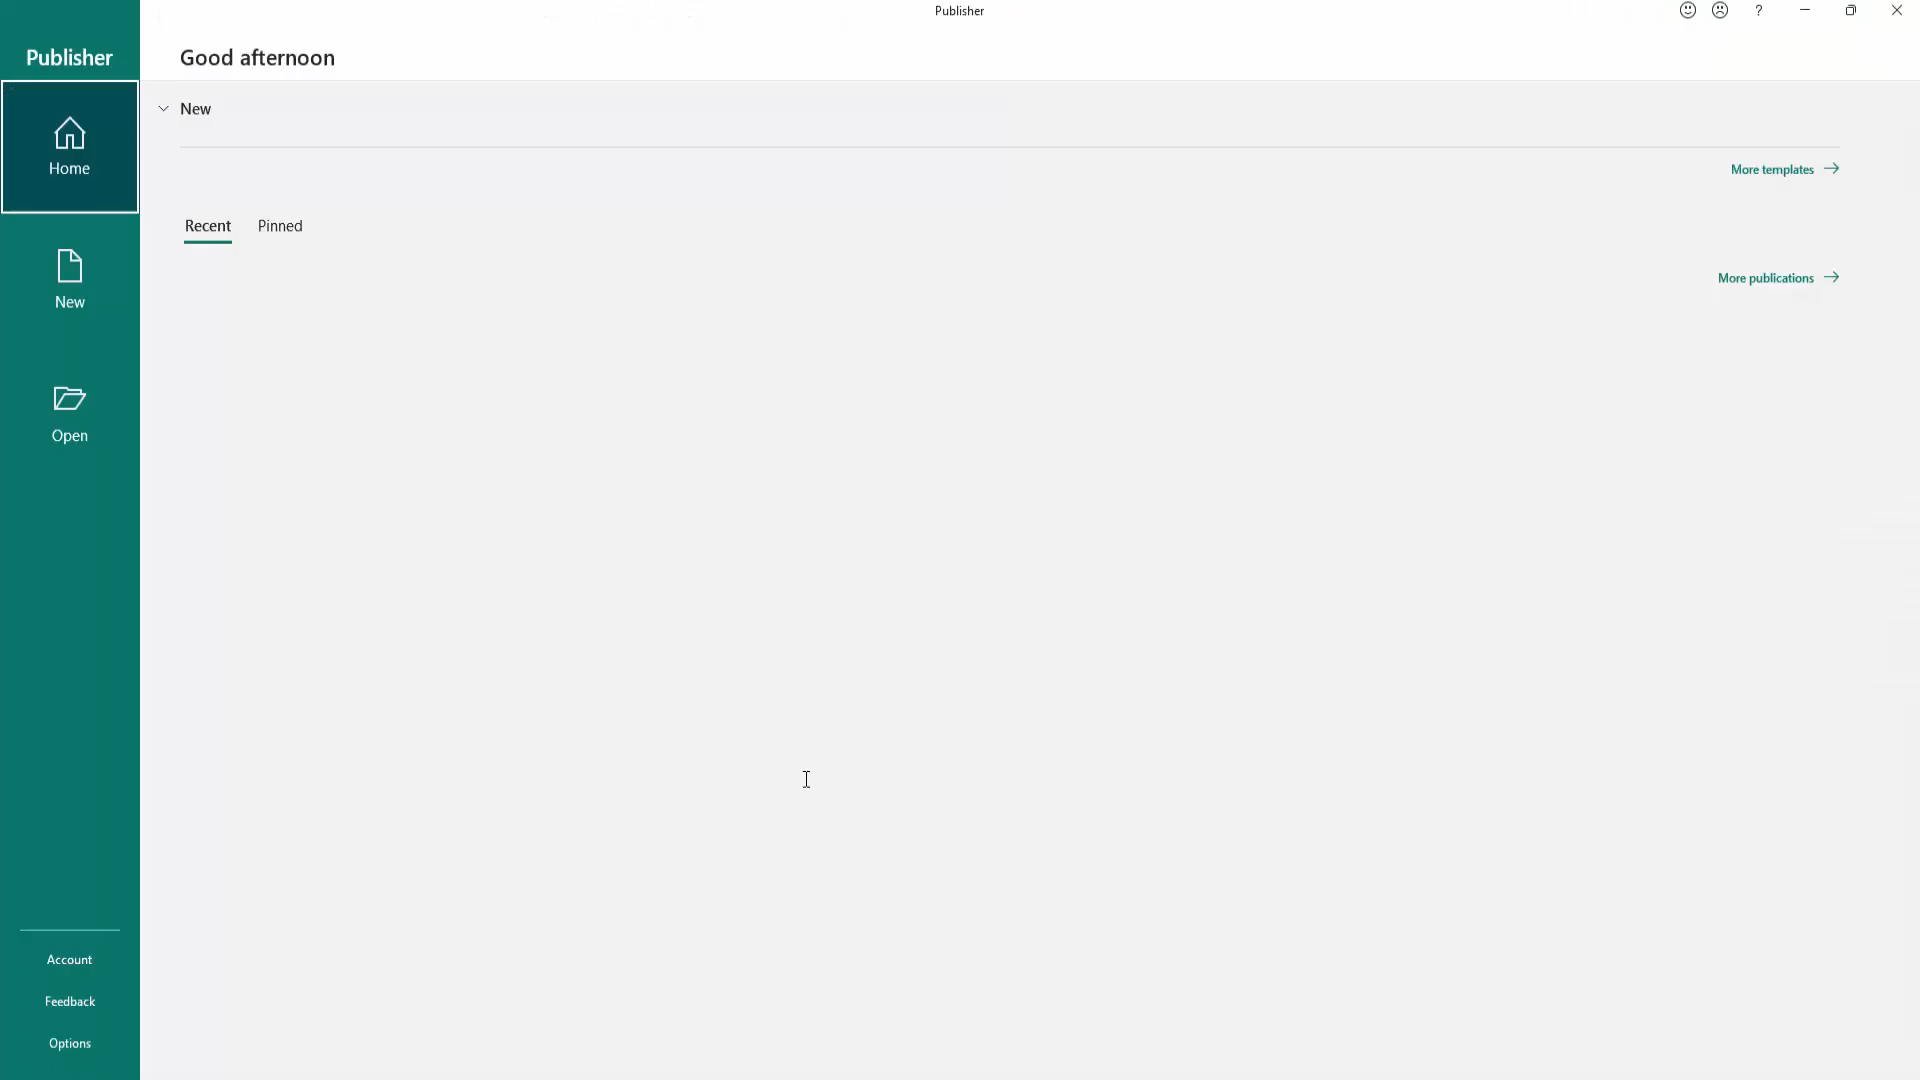 Publisher
Publisher
Good afternoon
New
Home
More templates
Recent Pinned
New
More publications
Open
Account
Feedback
Options